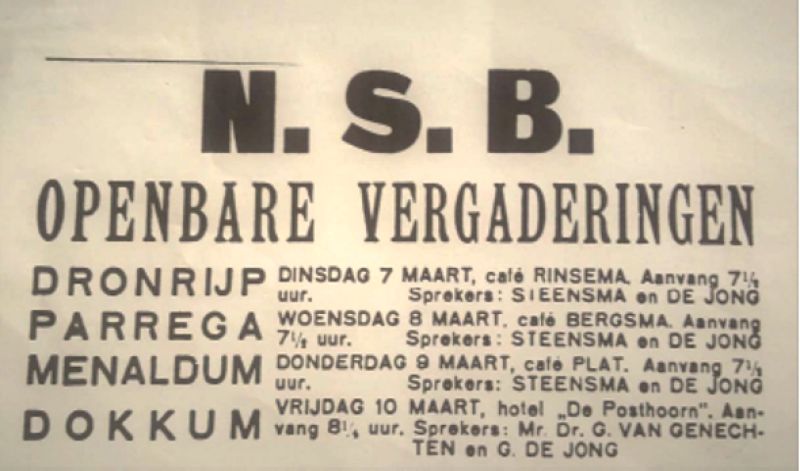 N. S. B.
OPENBARE VERGADERINGEN
DRONRIJP DINSDAG 7 MAART, café RINSEMA. Aanvang 7½
uur. Sprekers: STEENSMA en DE JONG
PARREGA WOENSDAG 8 MAART, café BERGSMA. Aanvang
7½ uur. Sprekers: STEENSMA en DE JONG
MENALDUM DONDERDAG 9 MAART, café PLAT. Aanvang 7½
uur. Sprekers: STEENSMA en DE JONG
DOKKUM VRIJDAG 10 MAART, hotel „De Posthoorn". Aan-
vang 8¼ uur. Sprekers: Mr. Dr. G. VAN GENECH-
TEN en G. DE JONG